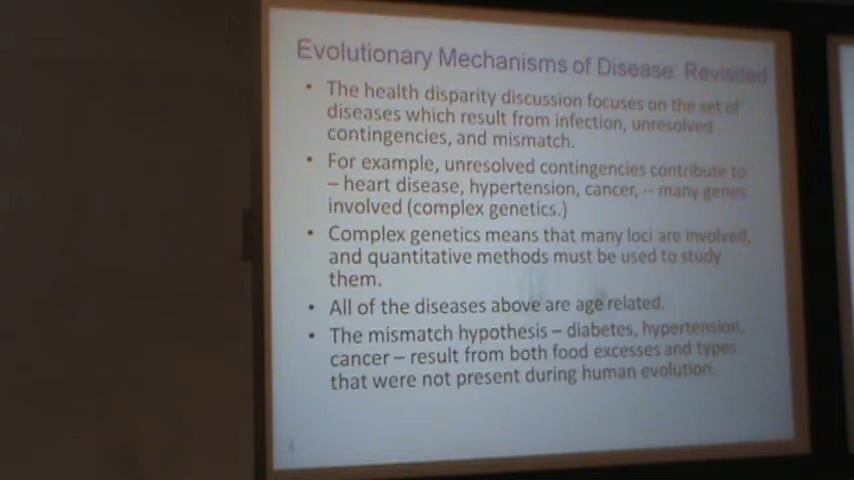 Evolutionary Mechanisms of Disease: Revisited
• The health disparity discussion focuses on the set of
diseases which result from infection, unresolved
contingencies, and mismatch.
• For example, unresolved contingencies contribute to
– heart disease, hypertension, cancer, -- many genes
involved (complex genetics.)
• Complex genetics means that many loci are involved,
and quantitative methods must be used to study
them.
• All of the diseases above are age related.
• The mismatch hypothesis – diabetes, hypertension,
cancer – result from both food excesses and types
that were not present during human evolution.